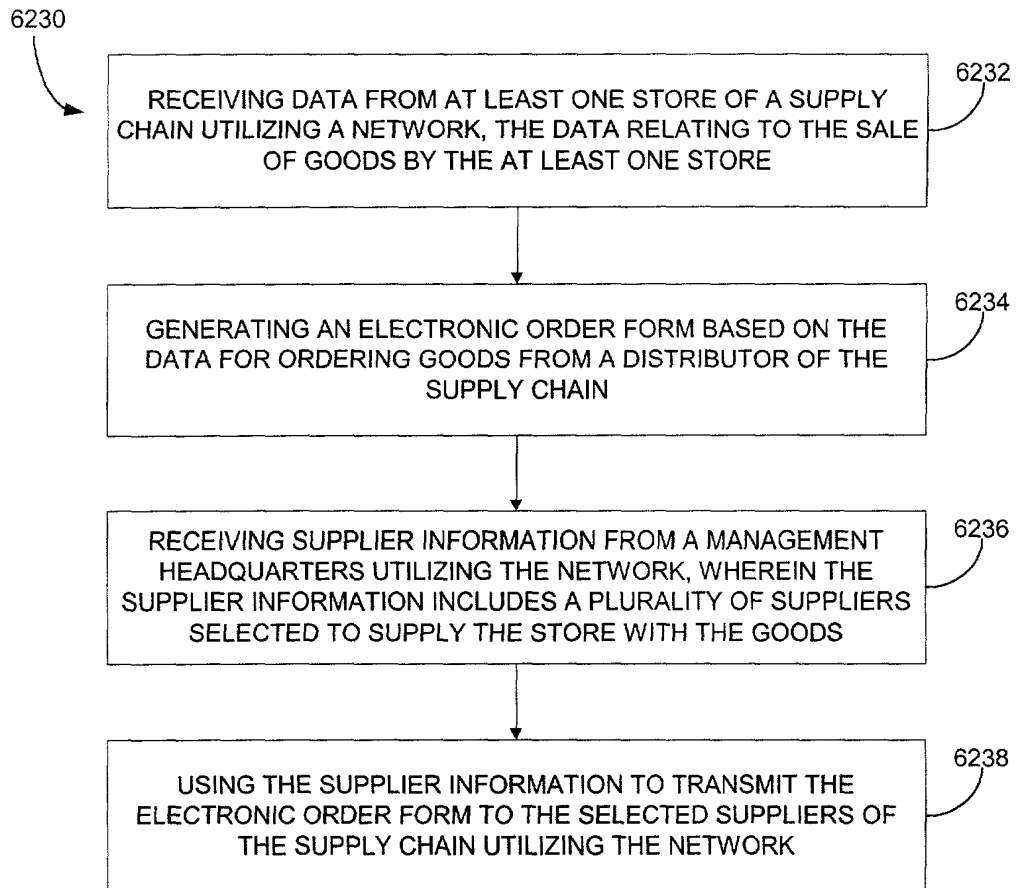 6230
6232
RECEIVING DATA FROM AT LEAST ONE STORE OF A SUPPLY
CHAIN UTILIZING A NETWORK, THE DATA RELATING TO THE SALE
OF GOODS BY THE AT LEAST ONE STORE
6234
GENERATING AN ELECTRONIC ORDER FORM BASED ON THE
DATA FOR ORDERING GOODS FROM A DISTRIBUTOR OF THE
SUPPLY CHAIN
6236
RECEIVING SUPPLIER INFORMATION FROM A MANAGEMENT
HEADQUARTERS UTILIZING THE NETWORK, WHEREIN THE
SUPPLIER INFORMATION INCLUDES A PLURALITY OF SUPPLIERS
SELECTED TO SUPPLY THE STORE WITH THE GOODS
6238
USING THE SUPPLIER INFORMATION TO TRANSMIT THE
ELECTRONIC ORDER FORM TO THE SELECTED SUPPLIERS OF
THE SUPPLY CHAIN UTILIZING THE NETWORK